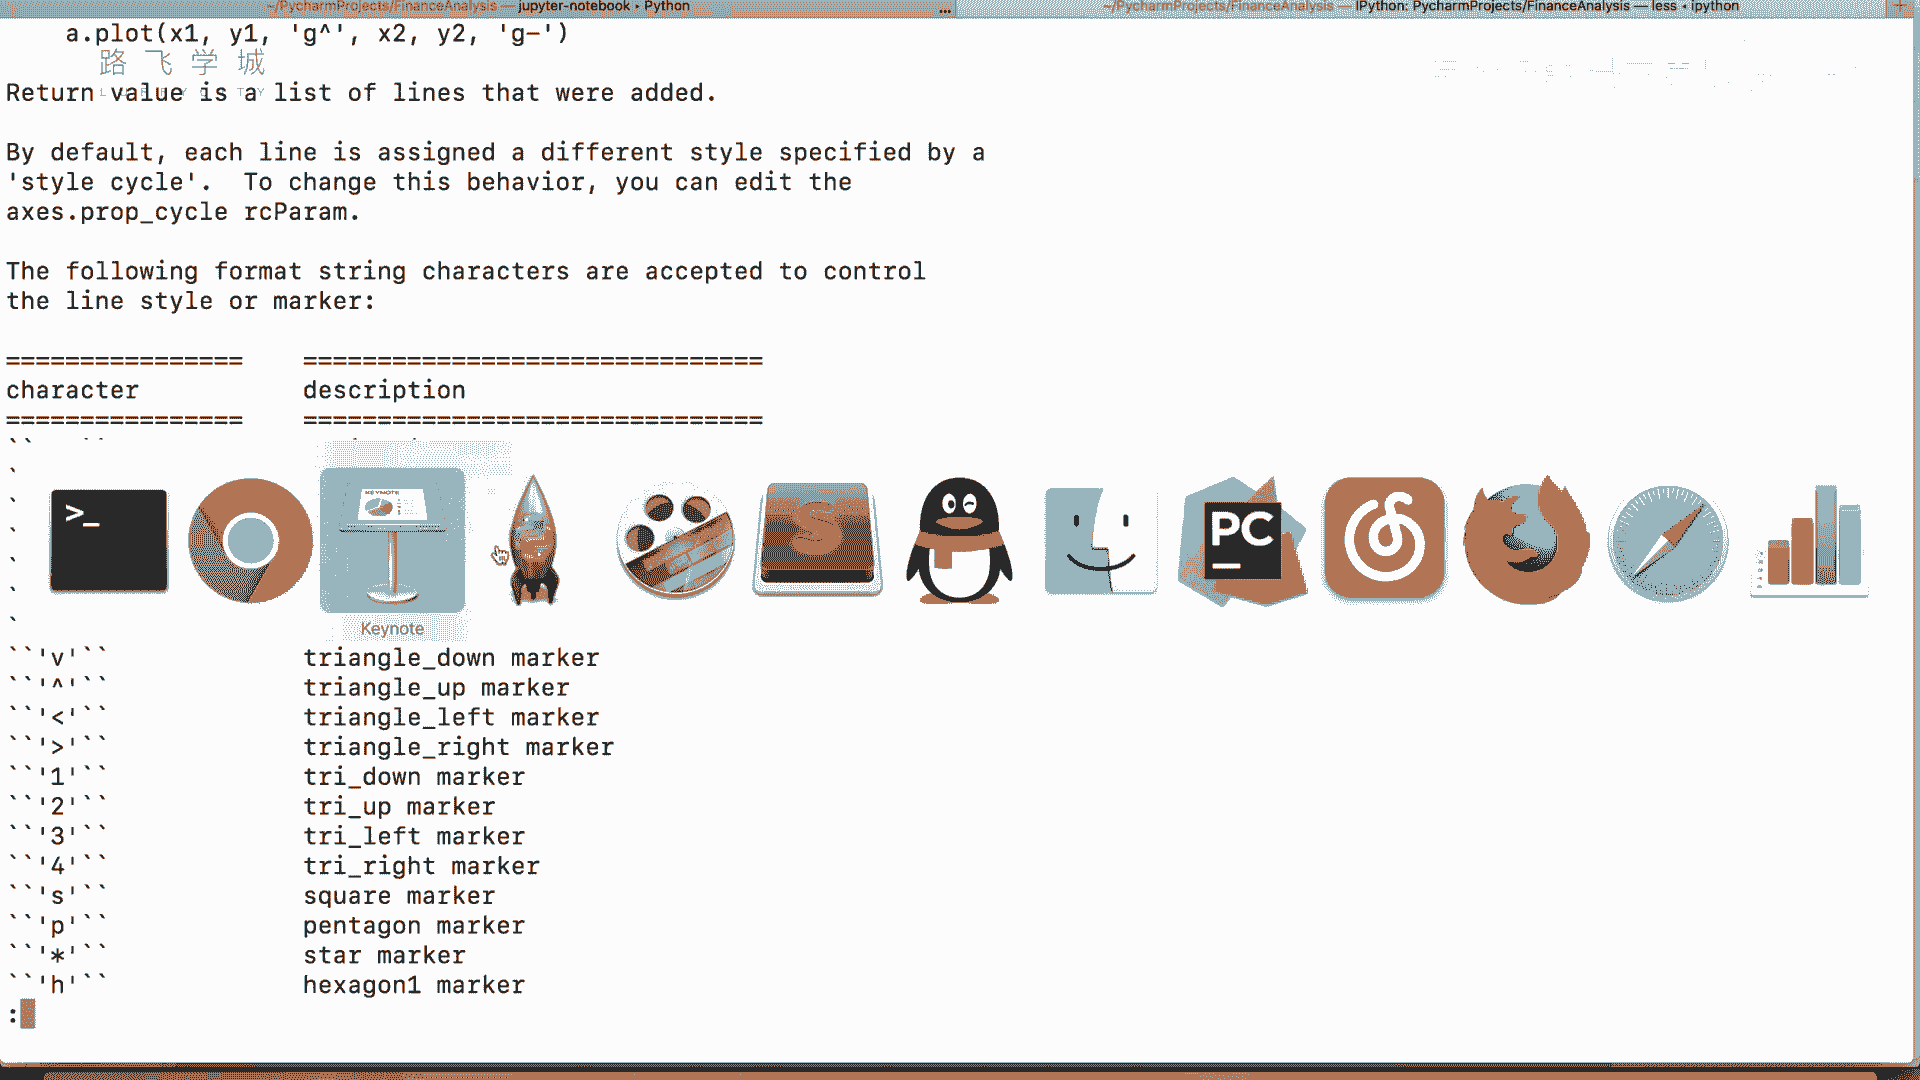 ~/PycharmProjects/FinanceAnalysis — jupyter-notebook • Python
...
~/PycharmProjects/FinanceAnalysis — IPython: PycharmProjects/FinanceAnalysis — less • ipython
+
a.plot(x1, y1, 'g^', x2, y2, 'g-')
路飞学城
Return value is a list of lines that were added.
By default, each line is assigned a different style specified by a
'style cycle'.  To change this behavior, you can edit the
axes.prop_cycle rcParam.
The following format string characters are accepted to control
the line style or marker:
================    ===============================
character           description
================    ===============================
>_
KEYNOTE
S
PC
Keynote
``'v'``             triangle_down marker
``'^'``             triangle_up marker
``'<'``             triangle_left marker
``'>'``             triangle_right marker
``'1'``             tri_down marker
``'2'``             tri_up marker
``'3'``             tri_left marker
``'4'``             tri_right marker
``'s'``             square marker
``'p'``             pentagon marker
``'*'``             star marker
``'h'``             hexagon1 marker
: